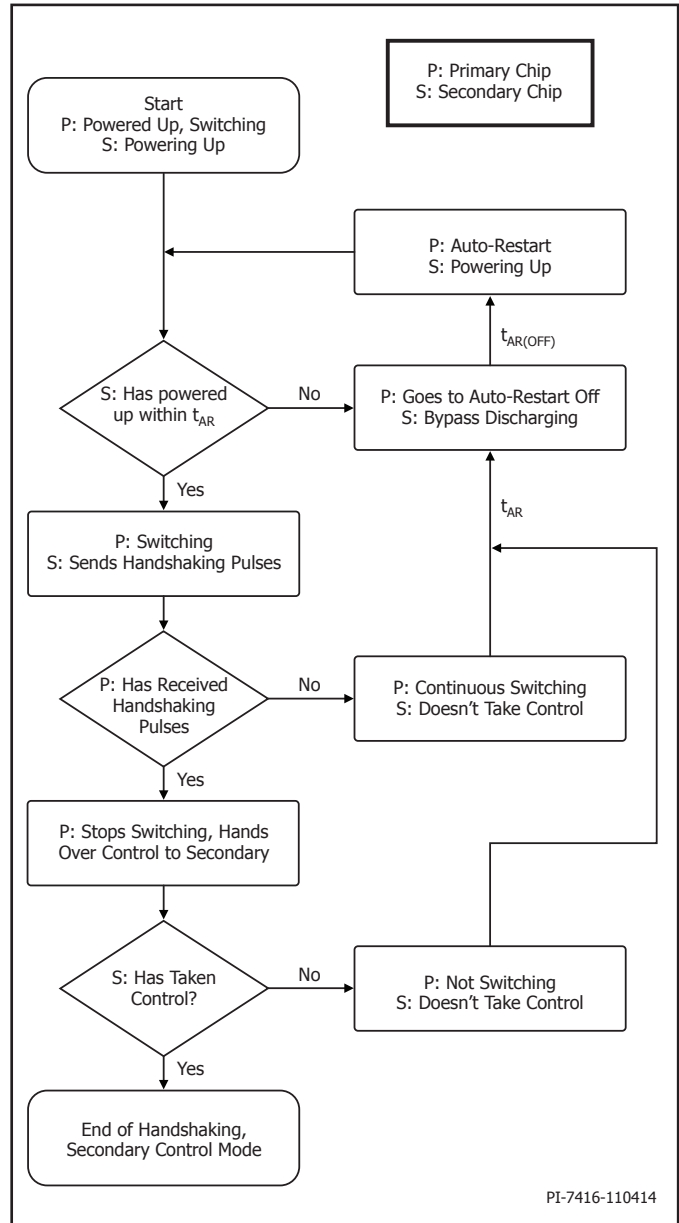 P: Primary Chip
S: Secondary Chip
Start
P: Powered Up, Switching
S: Powering Up
P: Auto-Restart
S: Powering Up
tAR(OFF)
S: Has powered
up within tAR
No
P: Goes to Auto-Restart Off
S: Bypass Discharging
Yes
tAR
P: Switching
S: Sends Handshaking Pulses
P: Has Received
Handshaking
Pulses
No
P: Continuous Switching
S: Doesn't Take Control
Yes
P: Stops Switching, Hands
Over Control to Secondary
S: Has Taken
Control?
No
P: Not Switching
S: Doesn't Take Control
Yes
End of Handshaking,
Secondary Control Mode
PI-7416-110414